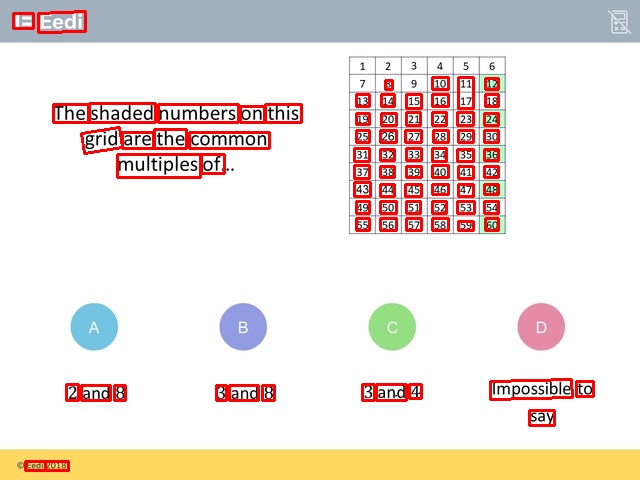 Eedi
1 2 3 4 5 6
The shaded numbers on this
grid are the common
multiples of...
7 8 9 10 11 12
13 14 15 16 17 18
19 20 21 22 23 24
25 26 27 28 29 30
31 32 33 34 35 36
37 38 39 40 41 42
43 44 45 46 47 48
49 50 51 52 53 54
55 56 57 58 59 60
A B C D
2 and 8
3 and 8
3 and 4
Impossible to
say
© Eedi 2018